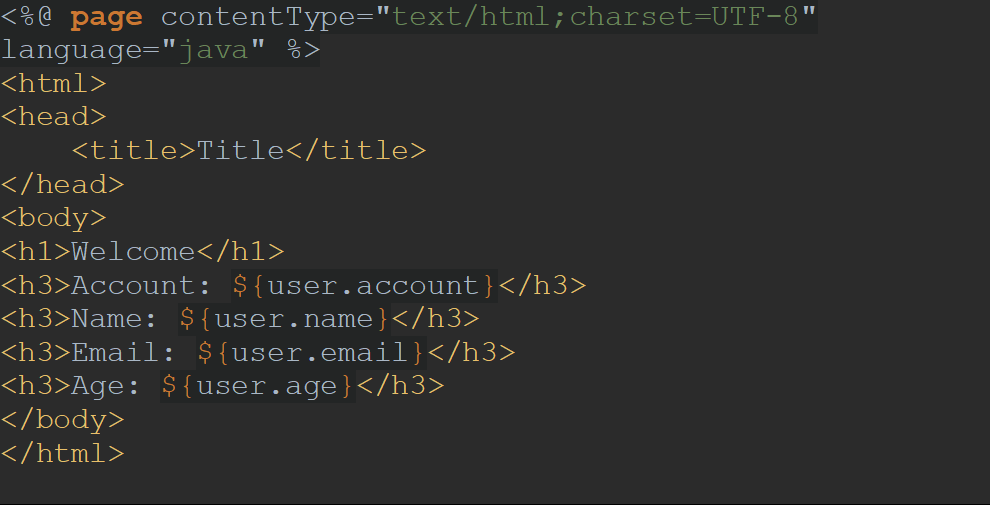 <%@ page contentType="text/html;charset=UTF-8"
language="java" %>
<html>
<head>
    <title>Title</title>
</head>
<body>
<h1>Welcome</h1>
<h3>Account: ${user.account}</h3>
<h3>Name: ${user.name}</h3>
<h3>Email: ${user.email}</h3>
<h3>Age: ${user.age}</h3>
</body>
</html>